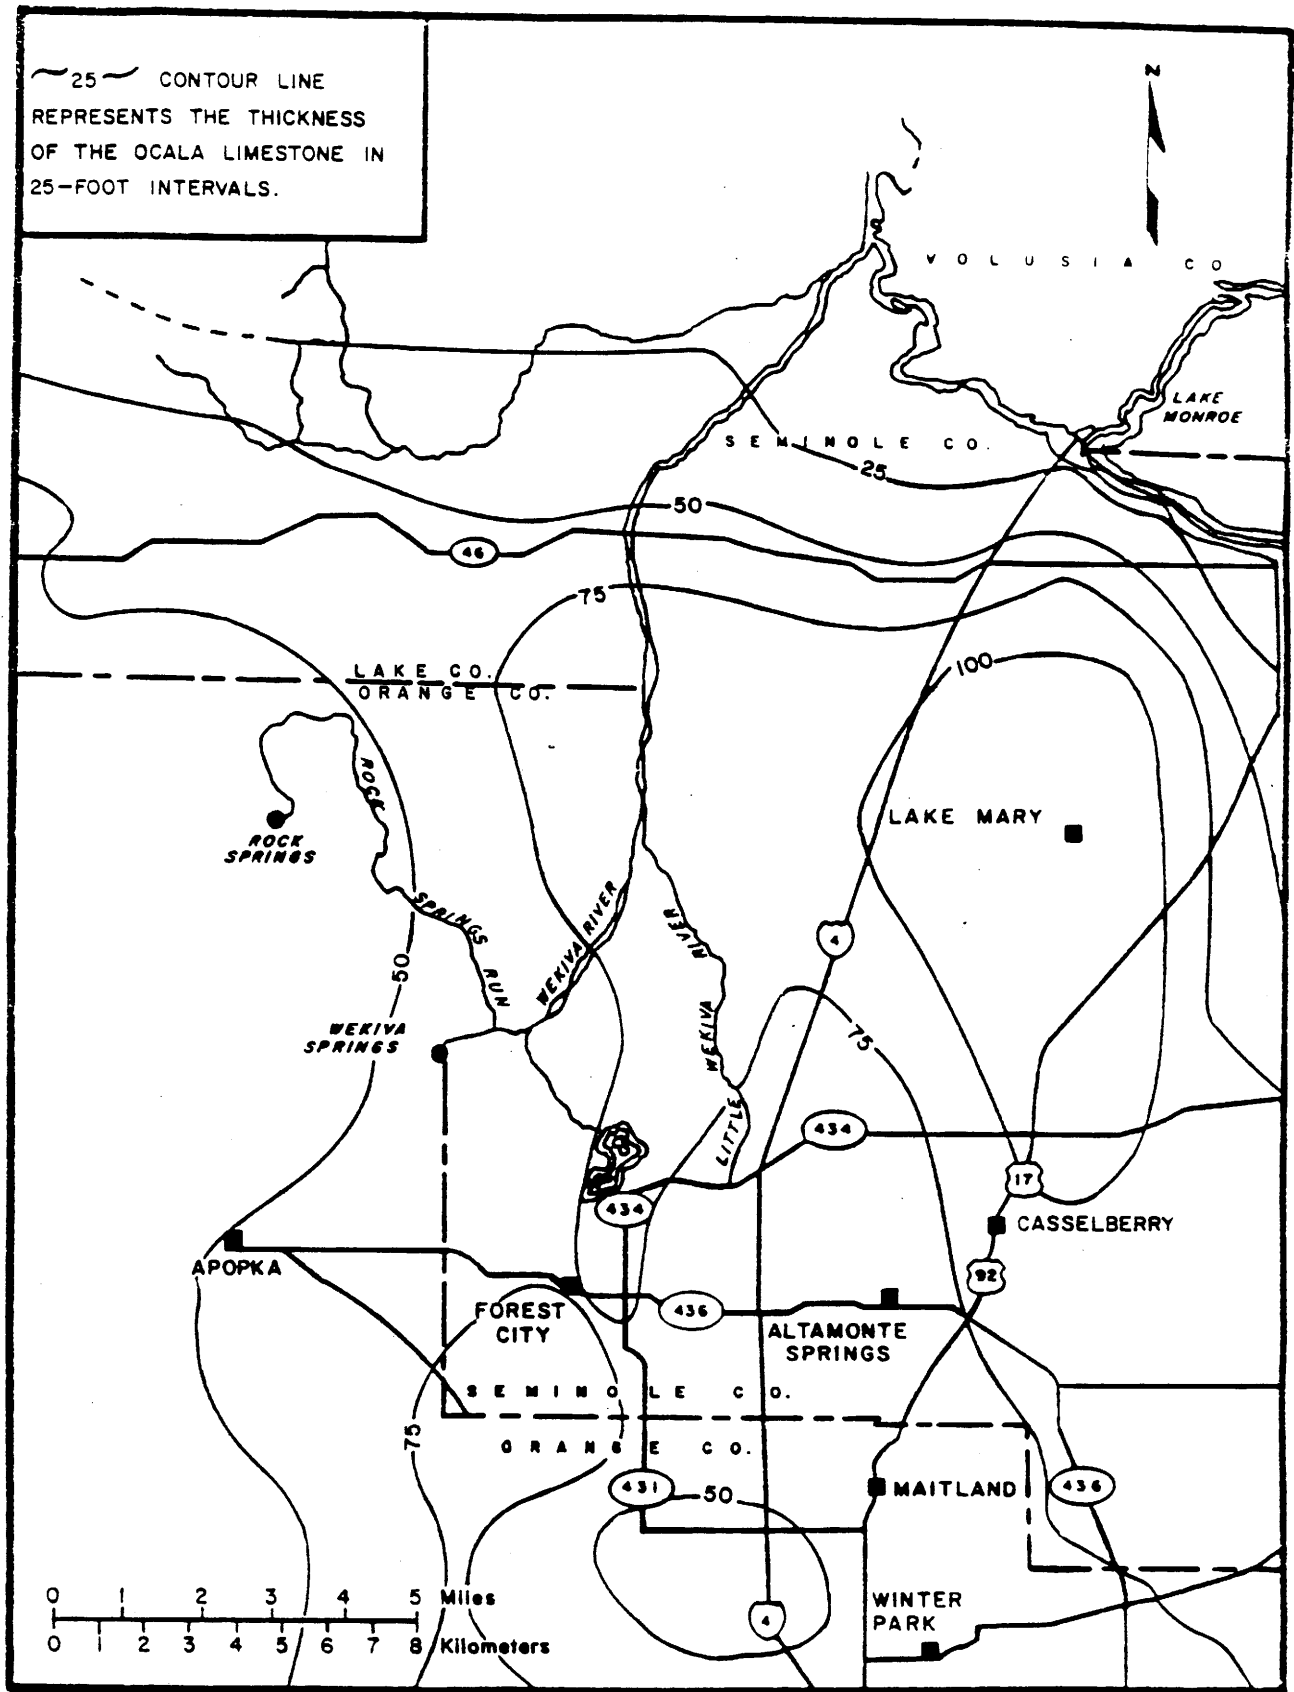 25 CONTOUR LINE
REPRESENTS THE THICKNESS
OF THE OCALA LIMESTONE IN
25-FOOT INTERVALS.
N
VOLUSIA CO
LAKE
MONROE
SEMINOLE CO.
25
50
46
75
LAKE CO.
ORANGE CO.
100
ROCK
SPRINGS
RUN
LAKE MARY
ROCK
SPRINGS
WEKIVA RIVER
RIVER
WEKIVA
LITTLE
4
50
WEKIVA
SPRINGS
75
434
17
434
CASSELBERRY
APOPKA
92
FOREST
CITY
436
ALTAMONTE
SPRINGS
SEMINOLE CO.
75
ORANGE CO.
431
50
MAITLAND
436
0 1 2 3 4 5 Miles
0 1 2 3 4 5 6 7 8 Kilometers
4
WINTER
PARK